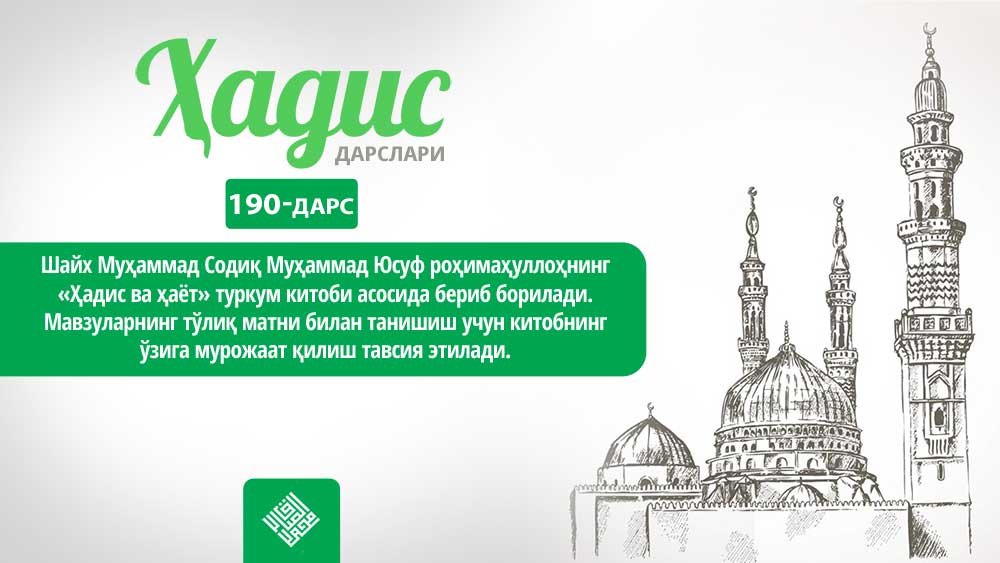 Ҳадис
ДАРСЛАРИ
190-ДАРС
Шайх Муҳаммад Содиқ Муҳаммад Юсуф роҳимаҳуллоҳнинг
«Ҳадис ва ҳаёт» туркум китоби асосида бериб борилади.
Мавзуларнинг тўлиқ матни билан танишиш учун китобнинг
ўзига мурожаат қилиш тавсия этилади.